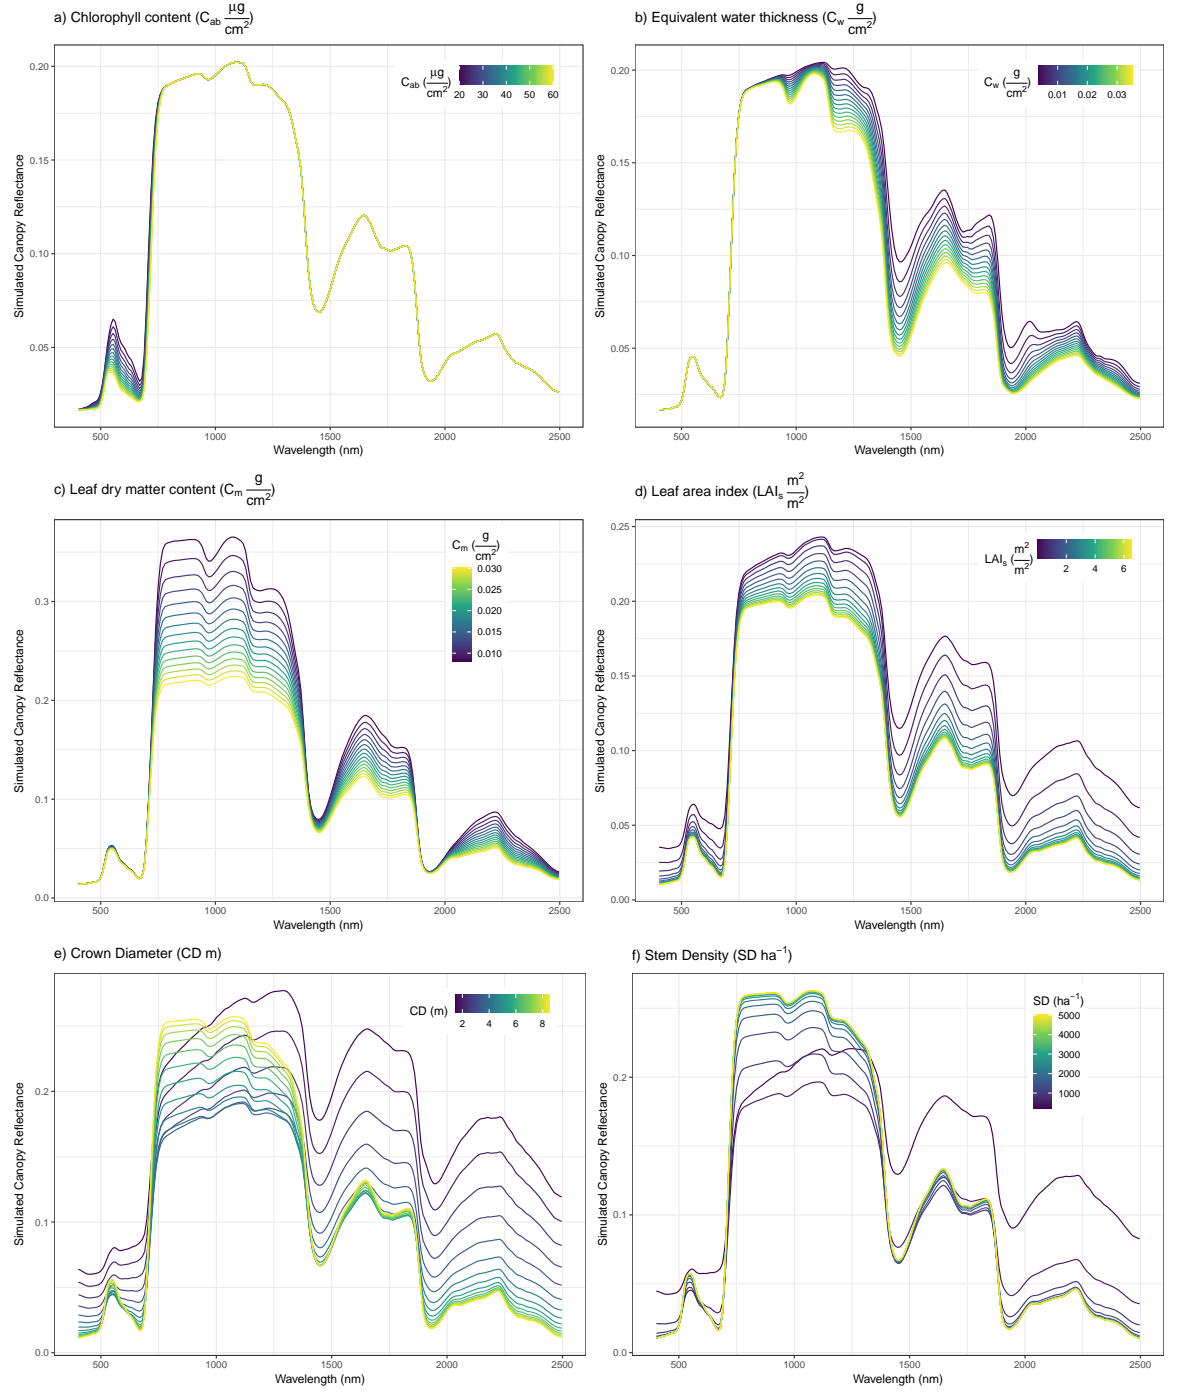 a) Chlorophyll content (Cab μg/cm²)
Cab (μg/cm²)
20 30 40 50 60
0.20
0.15
0.10
0.05
Simulated Canopy Reflectance
500 1000 1500 2000 2500
Wavelength (nm)
b) Equivalent water thickness (Cw g/cm²)
Cw (g/cm²)
0.01 0.02 0.03
0.20
0.15
0.10
0.05
Simulated Canopy Reflectance
500 1000 1500 2000 2500
Wavelength (nm)
c) Leaf dry matter content (Cm g/cm²)
Cm (g/cm²)
0.030
0.025
0.020
0.015
0.010
0.3
0.2
0.1
0.0
Simulated Canopy Reflectance
500 1000 1500 2000 2500
Wavelength (nm)
d) Leaf area index (LAIs m²/m²)
LAIs (m²/m²)
2 4 6
0.25
0.20
0.15
0.10
0.05
0.00
Simulated Canopy Reflectance
500 1000 1500 2000 2500
Wavelength (nm)
e) Crown Diameter (CD m)
CD (m)
2 4 6 8
0.2
0.1
0.0
Simulated Canopy Reflectance
500 1000 1500 2000 2500
Wavelength (nm)
f) Stem Density (SD ha⁻¹)
SD (ha⁻¹)
5000
4000
3000
2000
1000
0.2
0.1
0.0
Simulated Canopy Reflectance
500 1000 1500 2000 2500
Wavelength (nm)